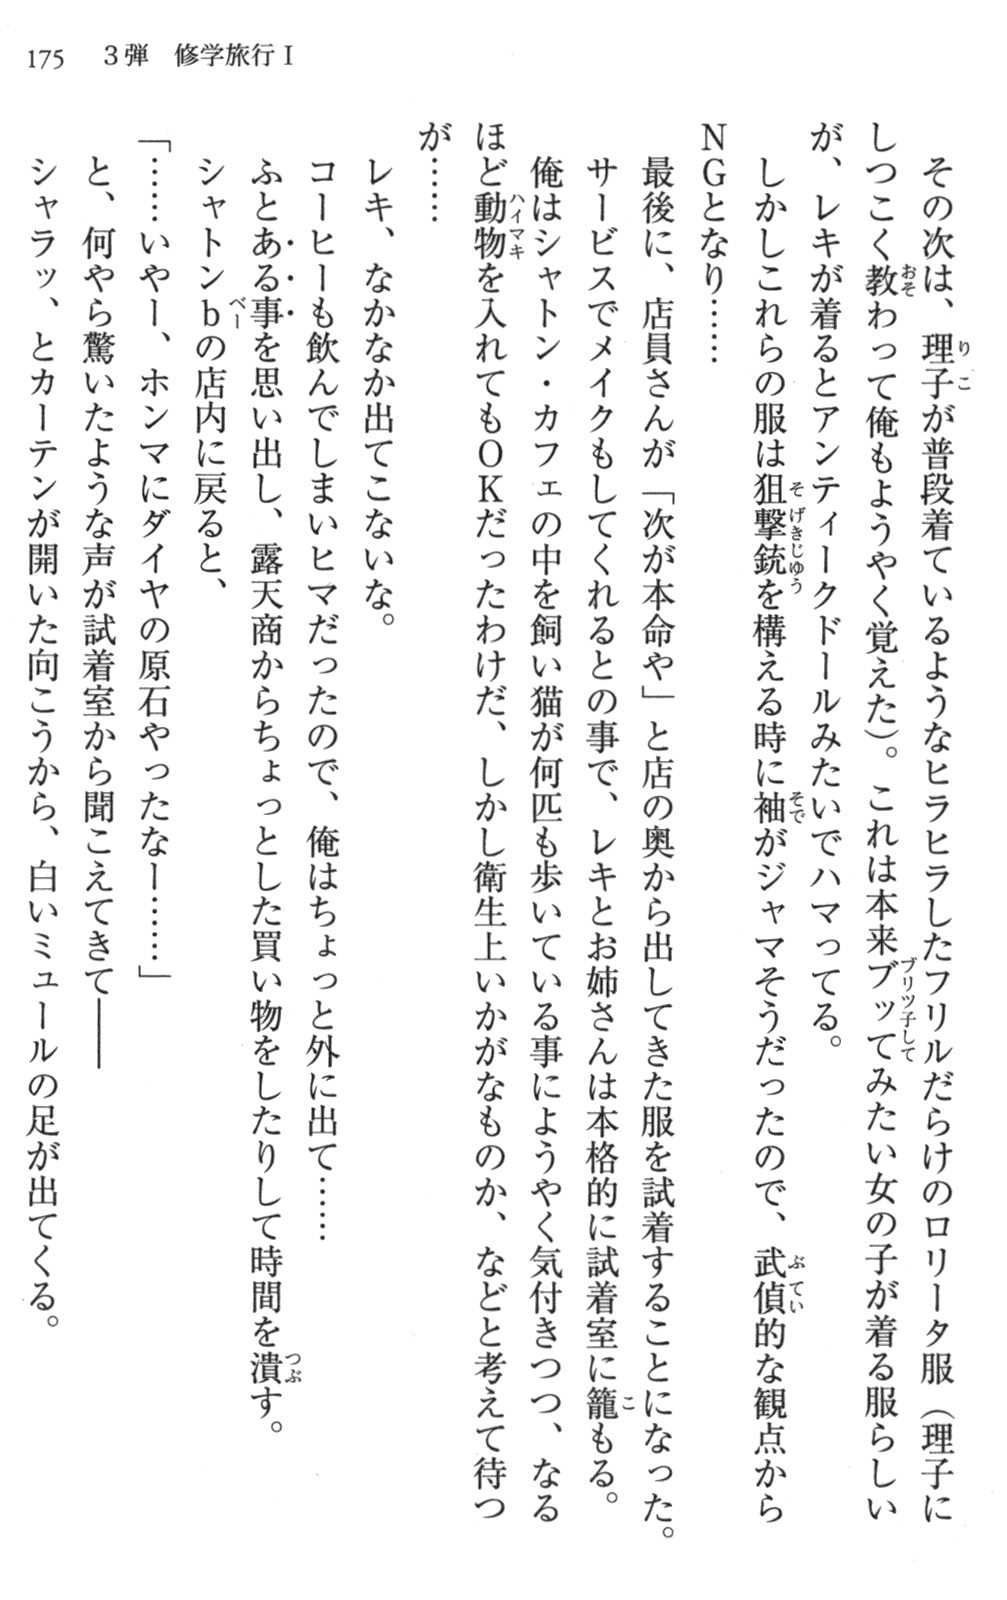 175　3弾　修学旅行Ⅰ
　その次は、理子が普段着ているようなヒラヒラしたフリルだらけのロリータ服（理子に
しつこく教わって俺もようやく覚えた）。これは本来ブッてみたい女の子が着る服らしい
が、レキが着るとアンティークドールみたいでハマってる。
　しかしこれらの服は狙撃銃を構える時に袖がジャマそうだったので、武偵的な観点から
ＮＧとなり……
　最後に、店員さんが「次が本命や」と店の奥から出してきた服を試着することになった。
　サービスでメイクもしてくれるとの事で、レキとお姉さんは本格的に試着室に籠もる。
　俺はシャトン・カフェの中を飼い猫が何匹も歩いている事にようやく気付きつつ、なる
ほど動物を入れてもＯＫだったわけだ、しかし衛生上いかがなものか、などと考えて待つ
が……
　レキ、なかなか出てこないな。
　コーヒーも飲んでしまいヒマだったので、俺はちょっと外に出て……
　ふとある事を思い出し、露天商からちょっとした買い物をしたりして時間を潰す。
　シャトンｂの店内に戻ると、
「……いやー、ホンマにダイヤの原石やったなー……」
　と、何やら驚いたような声が試着室から聞こえてきて――
　シャラッ、とカーテンが開いた向こうから、白いミュールの足が出てくる。